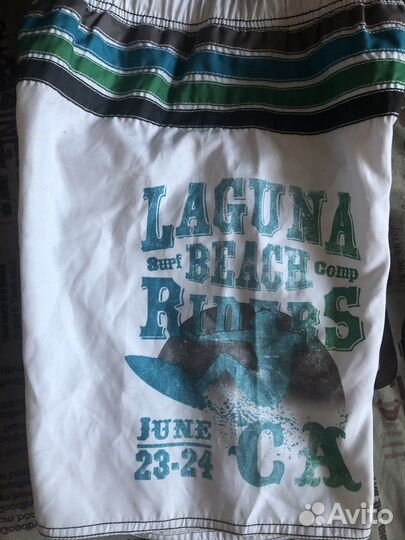 LAGUNA
Surf BEACH Comp
RIDERS
JUNE
23-24
CA
Avito